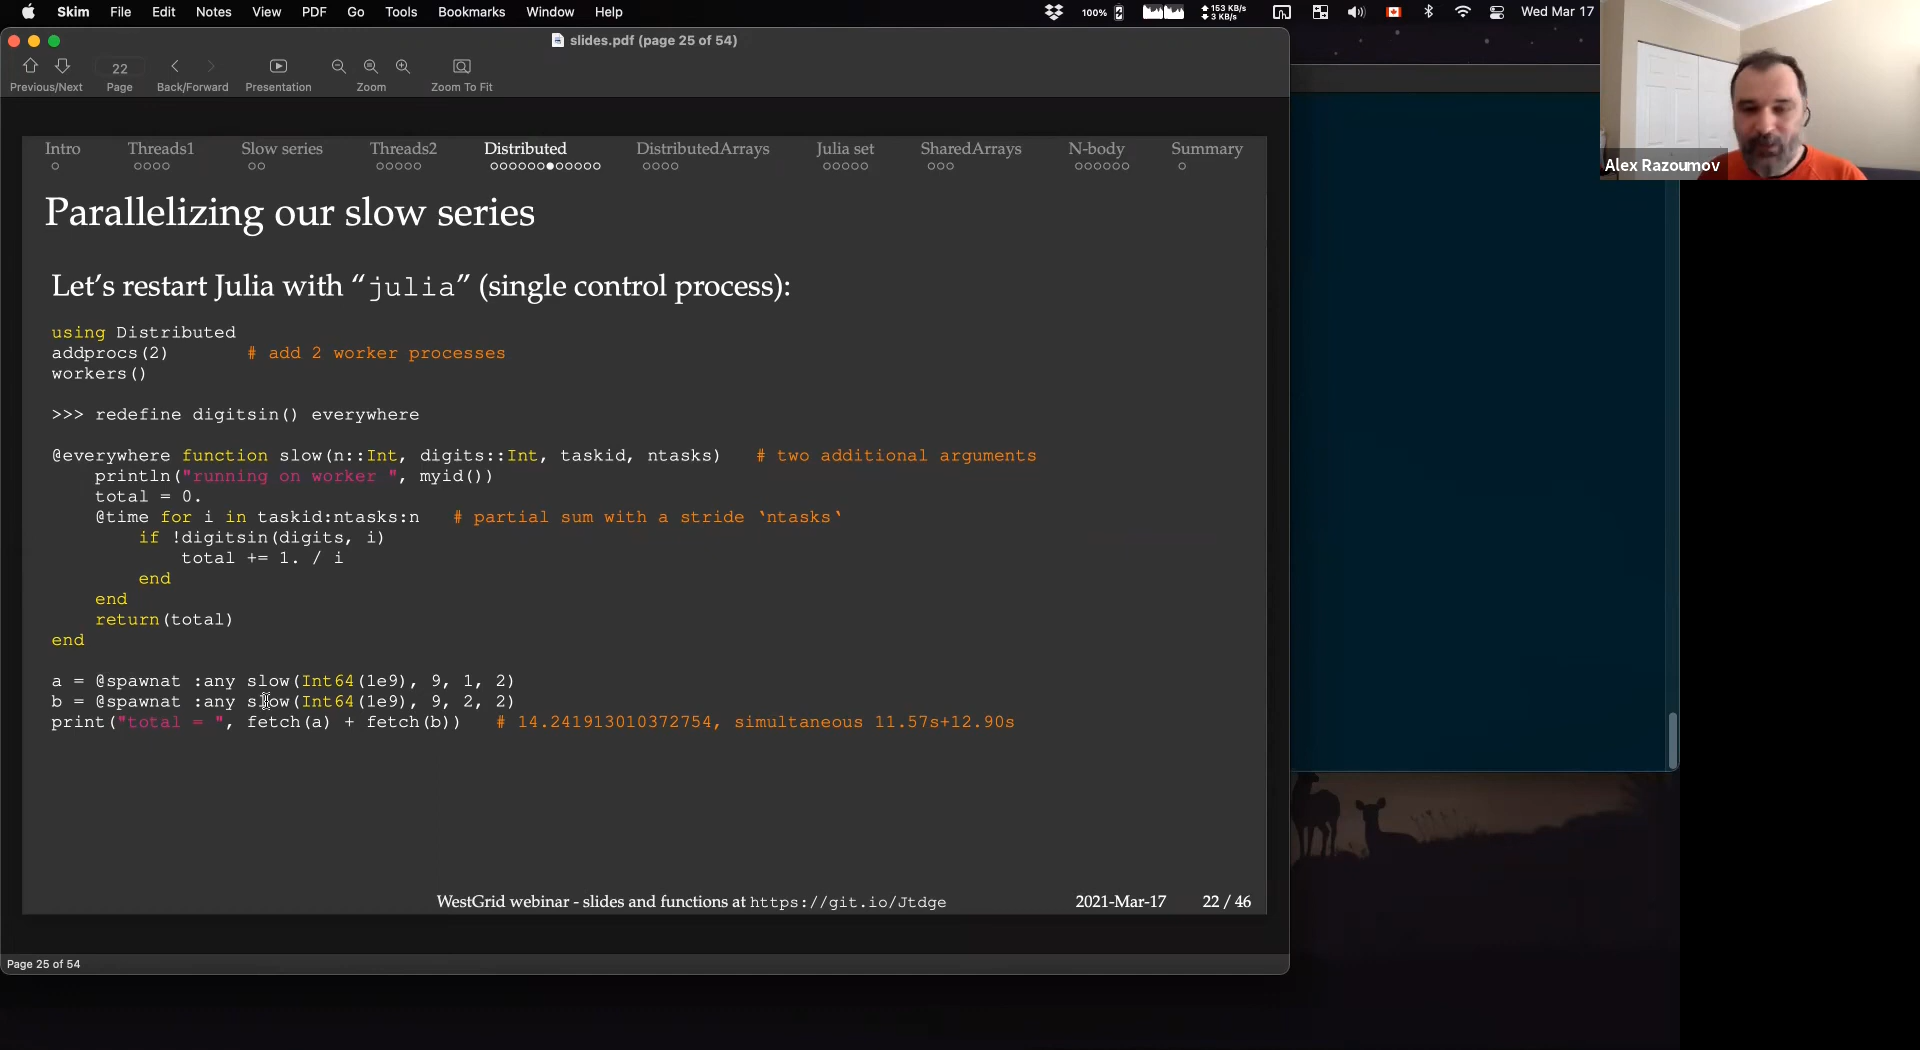 Skim File Edit Notes View PDF Go Tools Bookmarks Window Help
100% 153 KB/s 3 KB/s Wed Mar 17
slides.pdf (page 25 of 54)
22
Previous/Next Page Back/Forward Presentation Zoom Zoom To Fit
Alex Razoumov
Intro Threads1 Slow series Threads2 Distributed DistributedArrays Julia set SharedArrays N-body Summary
Parallelizing our slow series
Let's restart Julia with “julia” (single control process):
using Distributed
addprocs(2) # add 2 worker processes
workers()
>>> redefine digitsin() everywhere
@everywhere function slow(n::Int, digits::Int, taskid, ntasks) # two additional arguments
println("running on worker ", myid())
total = 0.
@time for i in taskid:ntasks:n # partial sum with a stride `ntasks`
if !digitsin(digits, i)
total += 1. / i
end
end
return(total)
end
a = @spawnat :any slow(Int64(1e9), 9, 1, 2)
b = @spawnat :any slow(Int64(1e9), 9, 2, 2)
print("total = ", fetch(a) + fetch(b)) # 14.241913010372754, simultaneous 11.57s+12.90s
WestGrid webinar - slides and functions at https://git.io/Jtdge 2021-Mar-17 22 / 46
Page 25 of 54